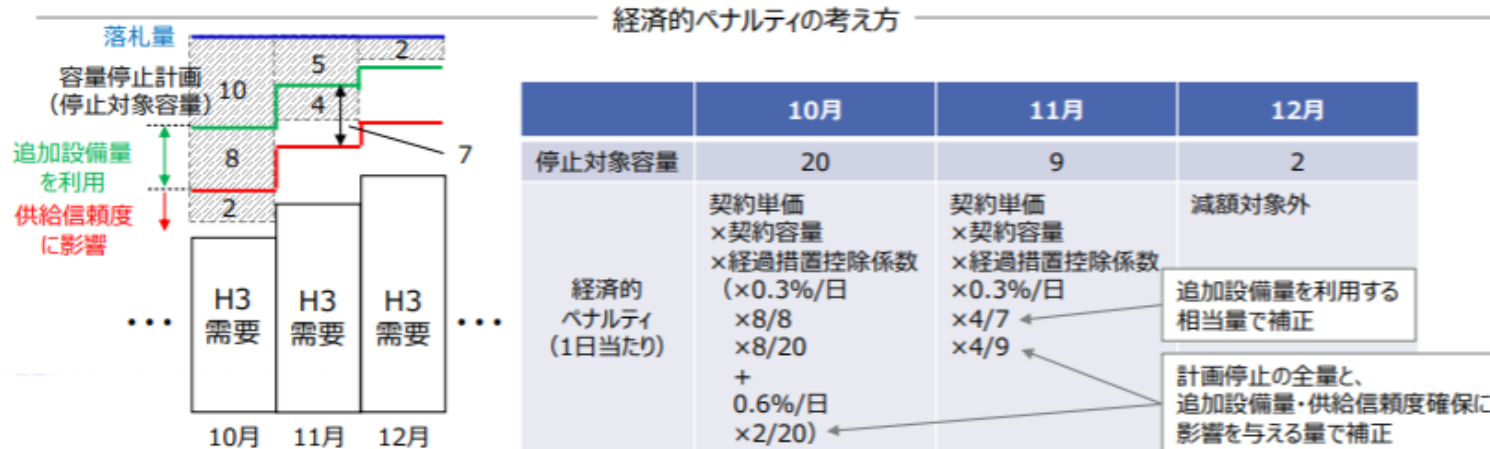 経済的ペナルティの考え方
落札量
容量停止計画
（停止対象容量）
追加設備量
を利用
供給信頼度
に影響
10
5
2
4
8
7
2
・・・
H3
需要
H3
需要
H3
需要
・・・
10月
11月
12月
10月
11月
12月
停止対象容量
20
9
2
経済的
ペナルティ
（1日当たり）
契約単価
×契約容量
×経過措置控除係数
（×0.3%/日
×8/8
×8/20
+
0.6%/日
×2/20）
契約単価
×契約容量
×経過措置控除係数
×0.3%/日
×4/7
×4/9
減額対象外
追加設備量を利用する
相当量で補正
計画停止の全量と、
追加設備量・供給信頼度確保に
影響を与える量で補正